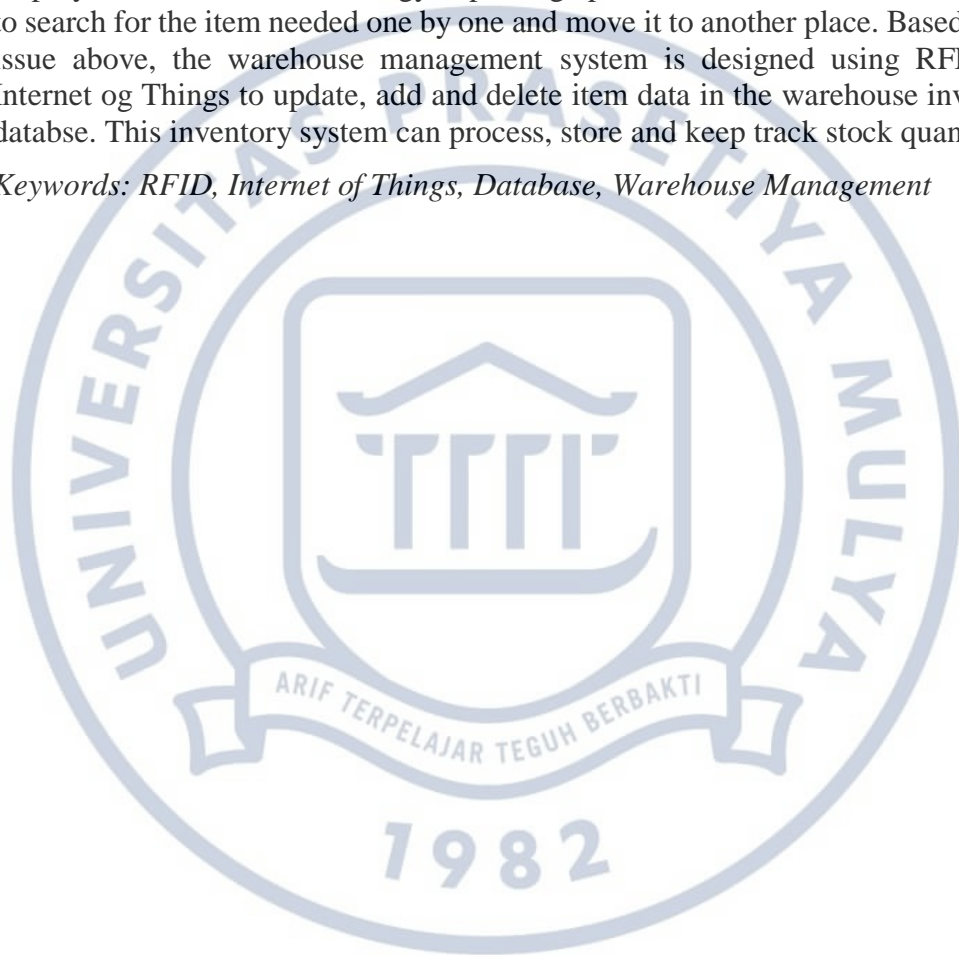 to search for the item needed one by one and move it to another place. Based
issue above, the warehouse management system is designed using
Internet og Things to update, add and delete item data in the warehouse
databse. This inventory system can process, store and keep track stock
Keywords: RFID, Internet of Things, Database, Warehouse Management
UNIVERSITAS PRASETIYA MULYA
ARIF TERPELAJAR TEGUH BERBAKTI
1982